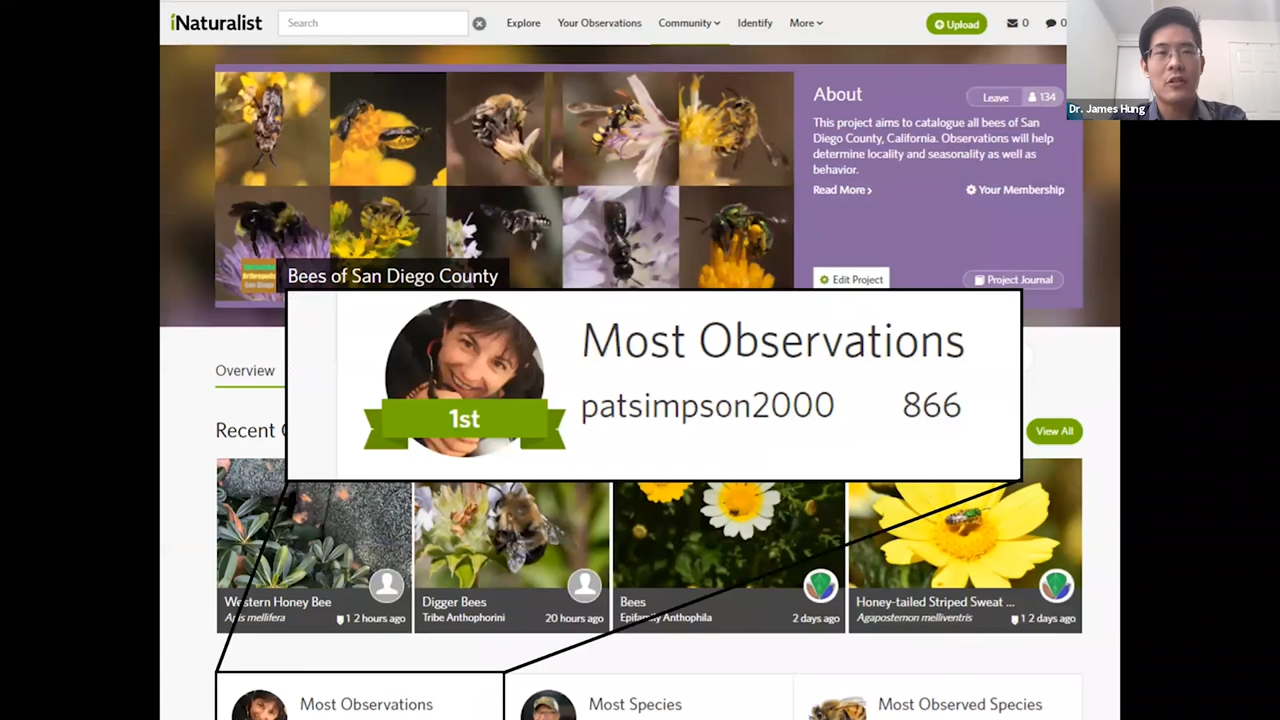 iNaturalist
Search
Explore
Your Observations
Community
Identify
More
Upload
0
0
Dr. James Hung
About
Leave
134
This project aims to catalogue all bees of San
Diego County, California. Observations will help
determine locality and seasonality as well as
behavior.
Read More
Your Membership
Arthropods
San Diego
Bees of San Diego County
Edit Project
Project Journal
Most Observations
patsimpson2000 866
1st
Overview
Recent
View All
Western Honey Bee
Apis mellifera
1 2 hours ago
Digger Bees
Tribe Anthophorini
20 hours ago
Bees
Epifamily Anthophila
2 days ago
Honey-tailed Striped Sweat ...
Agapostemon melliventris
1 2 days ago
Most Observations
Most Species
Most Observed Species